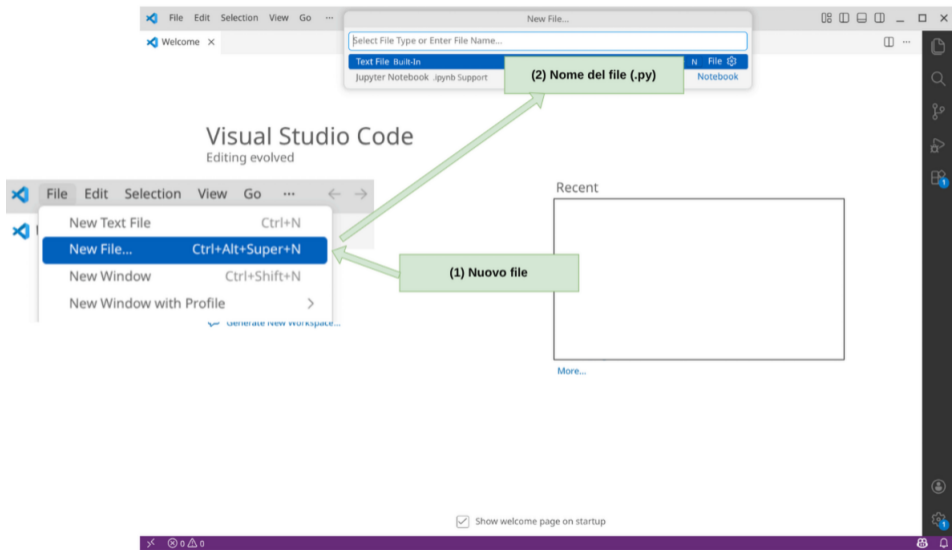 File Edit Selection View Go ···
New File...
Welcome
Select File Type or Enter File Name...
Text File Built-In
N File
Jupyter Notebook .ipynb Support
Notebook
(2) Nome del file (.py)
Visual Studio Code
Editing evolved
File Edit Selection View Go ···
New Text File Ctrl+N
New File... Ctrl+Alt+Super+N
New Window Ctrl+Shift+N
New Window with Profile
(1) Nuovo file
Generate New Workspace...
Recent
More...
Show welcome page on startup
0 0
1
1